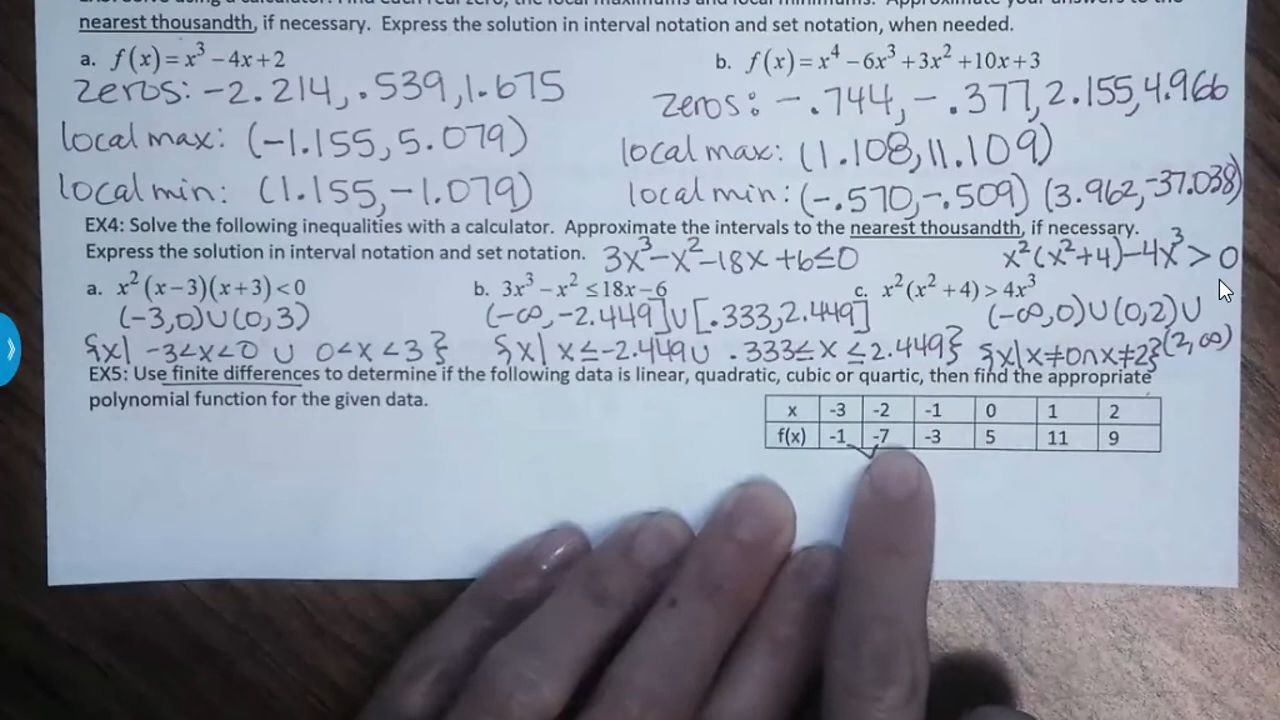 nearest thousandth, if necessary. Express the solution in interval notation and set notation, when needed.
a. f(x)=x³−4x+2
b. f(x)=x⁴−6x³+3x²+10x+3
zeros: -2.214, .539, 1.675
zeros: -.744, -.377, 2.155, 4.966
local max: (-1.155, 5.079)
local max: (1.108, 11.109)
local min: (1.155, -1.079)
local min: (-.570, -.509) (3.962, -37.038)
EX4: Solve the following inequalities with a calculator. Approximate the intervals to the nearest thousandth, if necessary.
Express the solution in interval notation and set notation. 3x³-x²-18x+6≤0 x²(x²+4)-4x³>0
a. x²(x−3)(x+3)<0
b. 3x³−x²≤18x−6
c. x²(x²+4)>4x³
(-3,0)∪(0,3)
(-∞,-2.449]∪[.333,2.449]
(-∞,0)∪(0,2)∪
(2,∞)
{x| -3<x<0 ∪ 0<x<3}
{x| x≤-2.449 ∪ .333≤x≤2.449}
{x|x≠0∩x≠2}
EX5: Use finite differences to determine if the following data is linear, quadratic, cubic or quartic, then find the appropriate
polynomial function for the given data.
x -3 -2 -1 0 1 2
f(x) -1 -7 -3 5 11 9